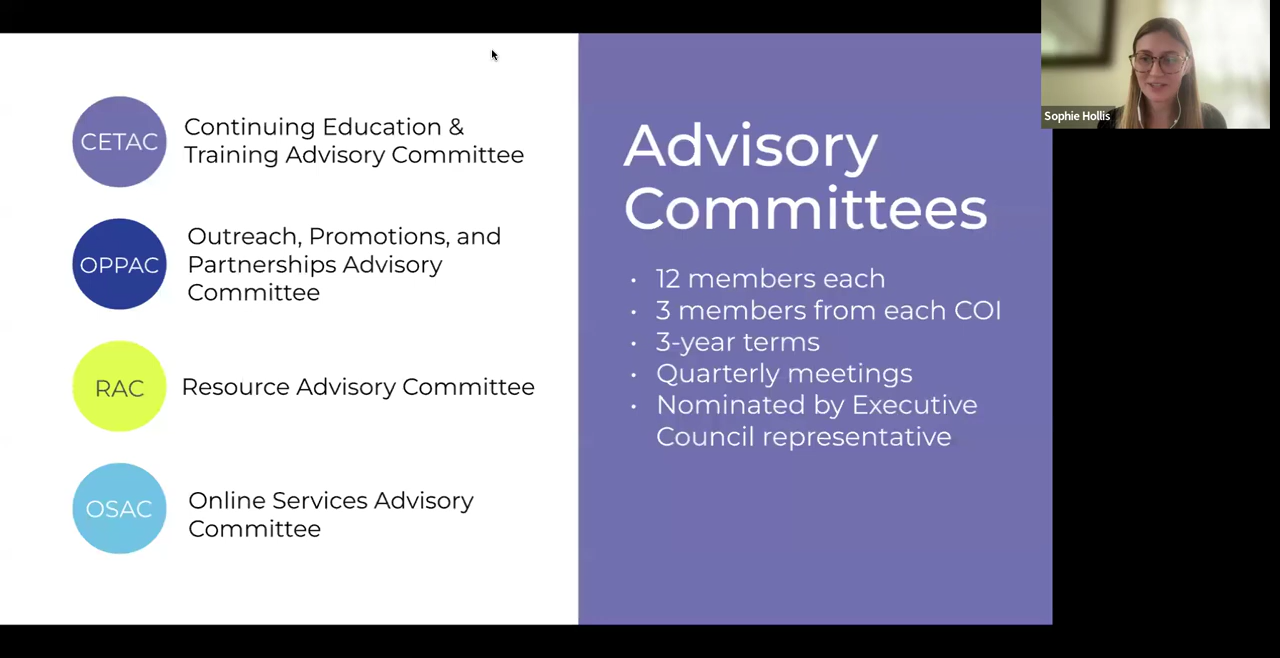 CETAC
Continuing Education &
Training Advisory Committee
OPPAC
Outreach, Promotions, and
Partnerships Advisory
Committee
RAC
Resource Advisory Committee
OSAC
Online Services Advisory
Committee
Advisory
Committees
• 12 members each
• 3 members from each COI
• 3-year terms
• Quarterly meetings
• Nominated by Executive
Council representative
Sophie Hollis